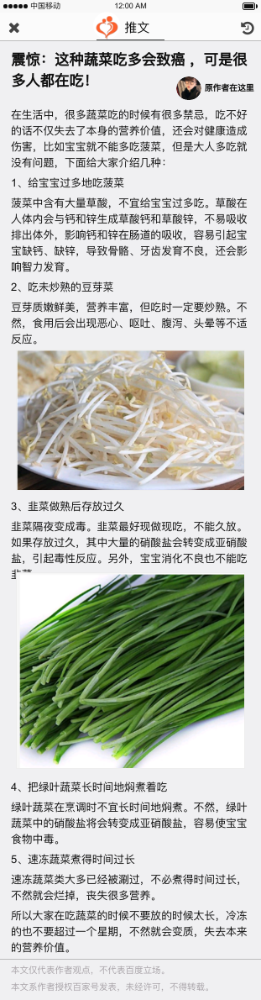 中国移动
12:00 AM
推文
震惊：这种蔬菜吃多会致癌 ，可是很
多人都在吃！
原作者在这里
在生活中，很多蔬菜吃的时候有很多禁忌，吃不好
的话不仅失去了本身的营养价值，还会对健康造成
伤害，比如宝宝就不能多吃菠菜，但是大人多吃就
没有问题，下面给大家介绍几种：
1、给宝宝过多地吃菠菜
菠菜中含有大量草酸，不宜给宝宝过多吃。草酸在
人体内会与钙和锌生成草酸钙和草酸锌，不易吸收
排出体外，影响钙和锌在肠道的吸收，容易引起宝
宝缺钙、缺锌，导致骨骼、牙齿发育不良，还会影
响智力发育。
2、吃未炒熟的豆芽菜
豆芽质嫩鲜美，营养丰富，但吃时一定要炒熟。不
然，食用后会出现恶心、呕吐、腹泻、头晕等不适
反应。
3、韭菜做熟后存放过久
韭菜隔夜变成毒。韭菜最好现做现吃，不能久放。
如果存放过久，其中大量的硝酸盐会转变成亚硝酸
盐，引起毒性反应。另外，宝宝消化不良也不能吃
4、把绿叶蔬菜长时间地焖煮着吃
绿叶蔬菜在烹调时不宜长时间地焖煮。不然，绿叶
蔬菜中的硝酸盐将会转变成亚硝酸盐，容易使宝宝
食物中毒。
5、速冻蔬菜煮得时间过长
速冻蔬菜类大多已经被涮过，不必煮得时间过长，
不然就会烂掉，丧失很多营养。
所以大家在吃蔬菜的时候不要放的时候太长，冷冻
的也不要超过一个星期，不然就会变质，失去本来
的营养价值。
本文仅代表作者观点，不代表百度立场。
本文系作者授权百家号发表，未经许可，不得转载。